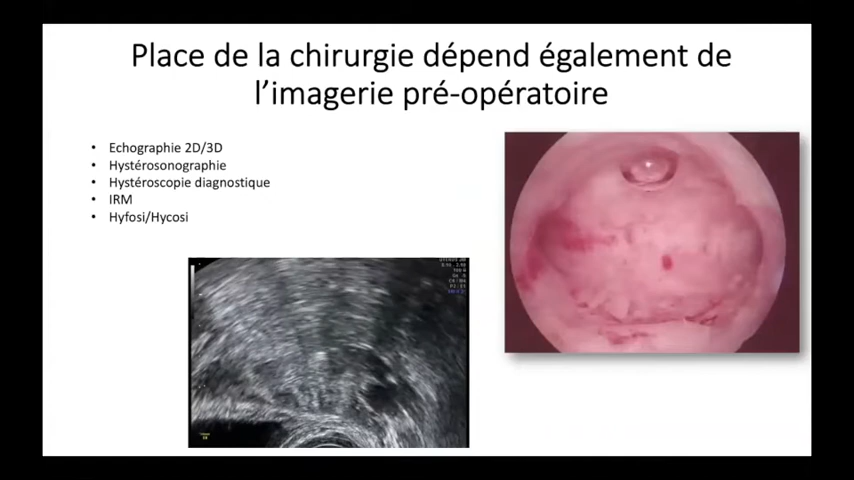 Place de la chirurgie dépend également de
l’imagerie pré-opératoire
• Echographie 2D/3D
• Hystérosonographie
• Hystéroscopie diagnostique
• IRM
• Hyfosi/Hycosi